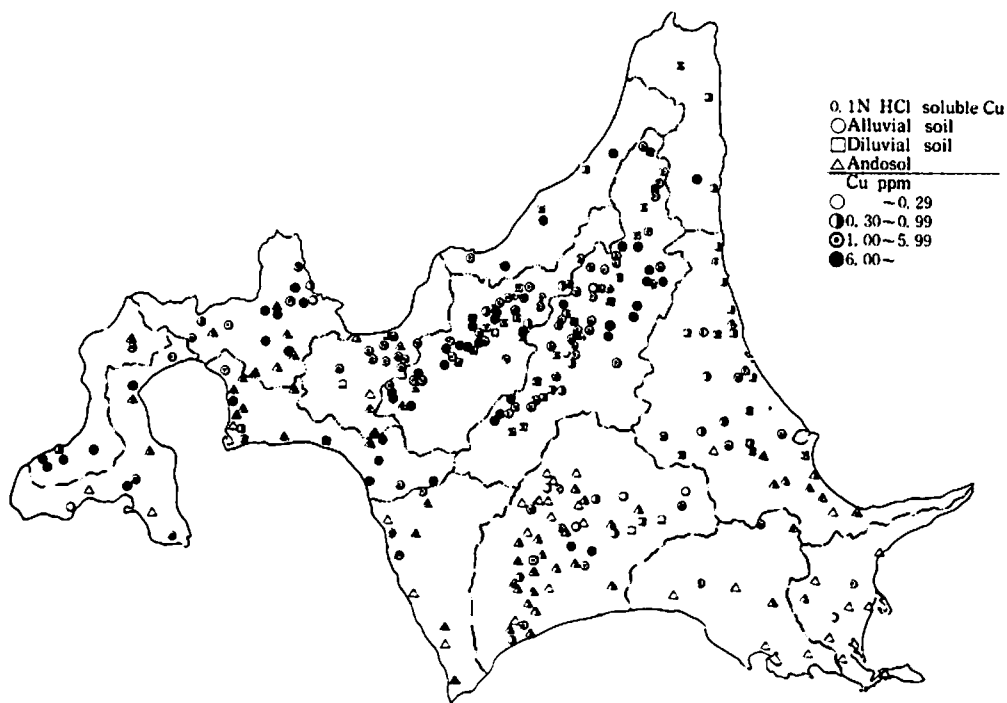 0. 1N HCl soluble Cu
○Alluvial soil
□Diluvial soil
△Andosol
Cu ppm
○ ~0. 29
◑0. 30~0. 99
◉1. 00~5. 99
●6. 00~